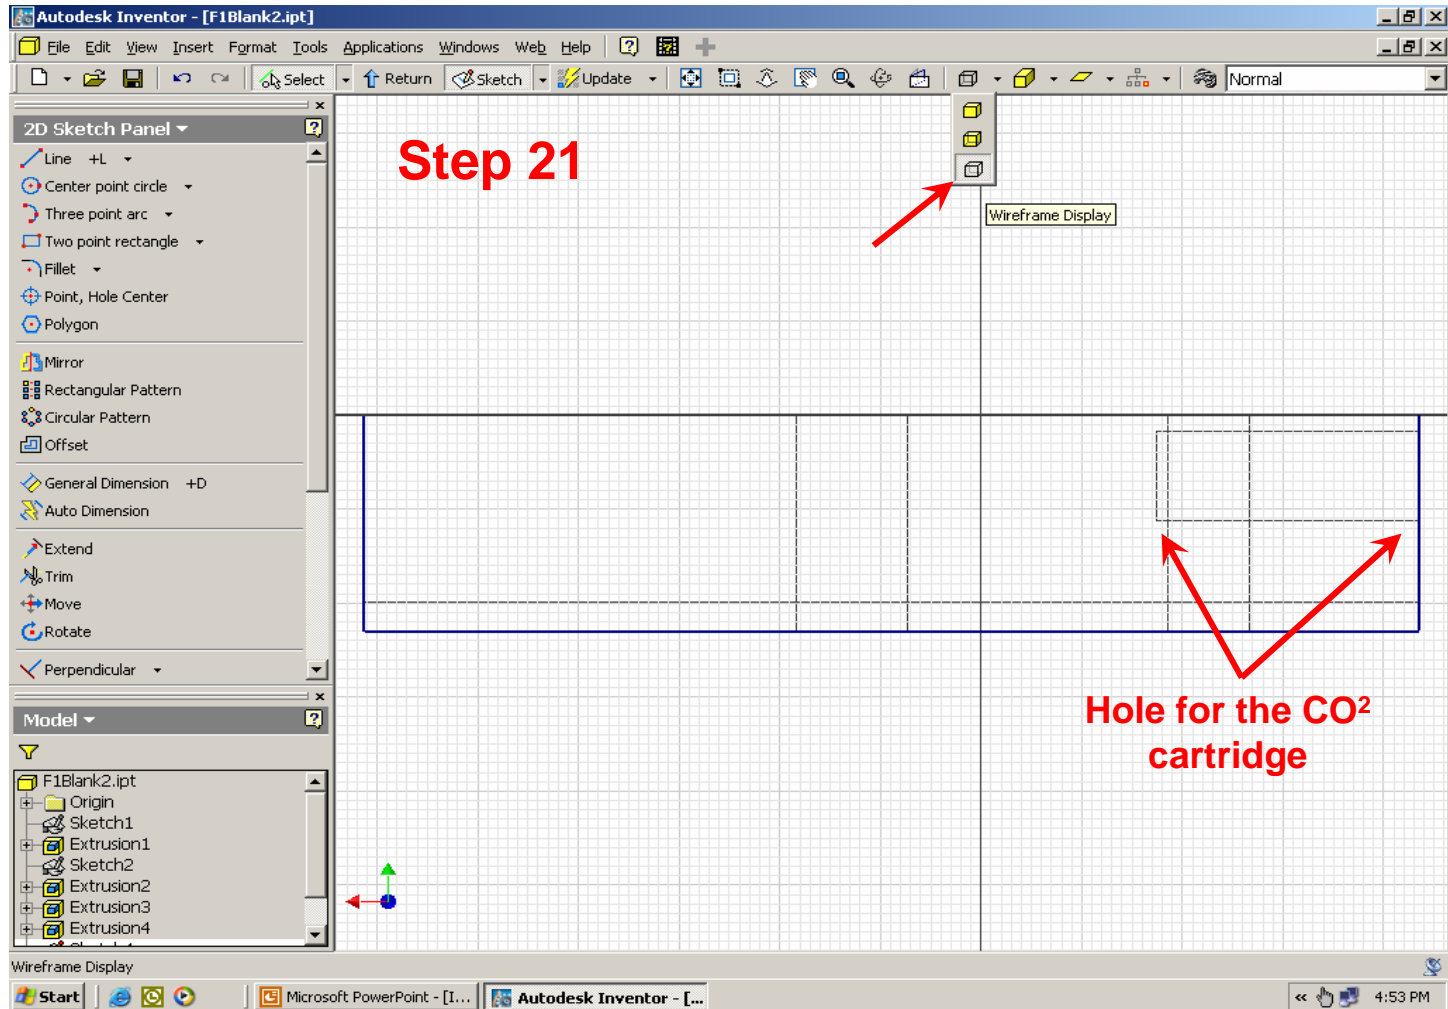 Autodesk Inventor - [F1Blank2.ipt]
File Edit View Insert Format Tools Applications Windows Web Help
Select Return Sketch Update Normal
2D Sketch Panel
Line +L
Center point circle
Three point arc
Two point rectangle
Fillet
Point, Hole Center
Polygon
Mirror
Rectangular Pattern
Circular Pattern
Offset
General Dimension +D
Auto Dimension
Extend
Trim
Move
Rotate
Perpendicular
Step 21
Wireframe Display
Hole for the CO²
cartridge
Model
F1Blank2.ipt
Origin
Sketch1
Extrusion1
Sketch2
Extrusion2
Extrusion3
Extrusion4
Wireframe Display
Start Microsoft PowerPoint - [I... Autodesk Inventor - [... « 4:53 PM